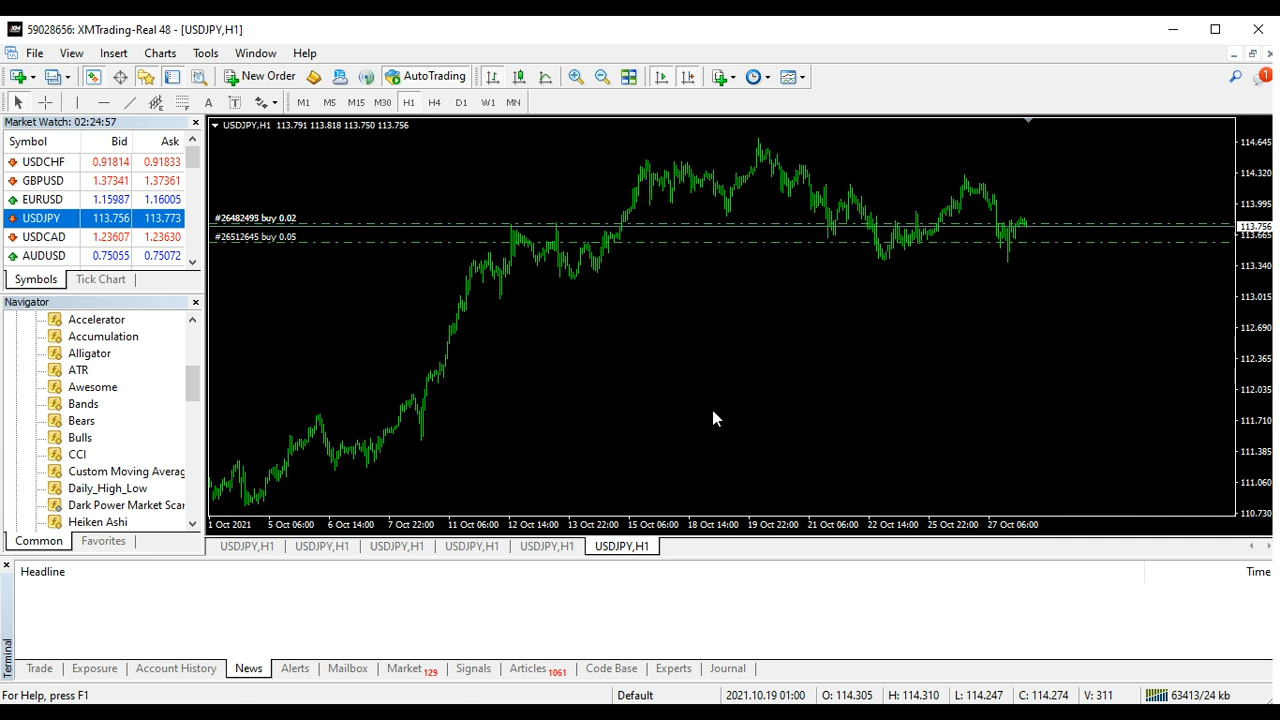 59028656: XMTrading-Real 48 - [USDJPY,H1]
File View Insert Charts Tools Window Help
New Order AutoTrading 1
A T M1 M5 M15 M30 H1 H4 D1 W1 MN
Market Watch: 02:24:57
Symbol Bid Ask
USDCHF 0.91814 0.91833
GBPUSD 1.37341 1.37361
EURUSD 1.15987 1.16005
USDJPY 113.756 113.773
USDCAD 1.23607 1.23630
AUDUSD 0.75055 0.75072
Symbols Tick Chart
Navigator
Accelerator
Accumulation
Alligator
ATR
Awesome
Bands
Bears
Bulls
CCI
Custom Moving Averag
Daily_High_Low
Dark Power Market Scar
Heiken Ashi
Common Favorites
USDJPY,H1 113.791 113.818 113.750 113.756
#26482495 buy 0.02
#26512645 buy 0.05
114.645
114.320
113.995
113.756
113.665
113.340
113.015
112.690
112.365
112.035
111.710
111.385
111.060
110.730
1 Oct 2021 5 Oct 06:00 6 Oct 14:00 7 Oct 22:00 11 Oct 06:00 12 Oct 14:00 13 Oct 22:00 15 Oct 06:00 18 Oct 14:00 19 Oct 22:00 21 Oct 06:00 22 Oct 14:00 25 Oct 22:00 27 Oct 06:00
USDJPY,H1 USDJPY,H1 USDJPY,H1 USDJPY,H1 USDJPY,H1 USDJPY,H1
Headline Time
Terminal
Trade Exposure Account History News Alerts Mailbox Market 129 Signals Articles 1061 Code Base Experts Journal
For Help, press F1 Default 2021.10.19 01:00 O: 114.305 H: 114.310 L: 114.247 C: 114.274 V: 311 63413/24 kb